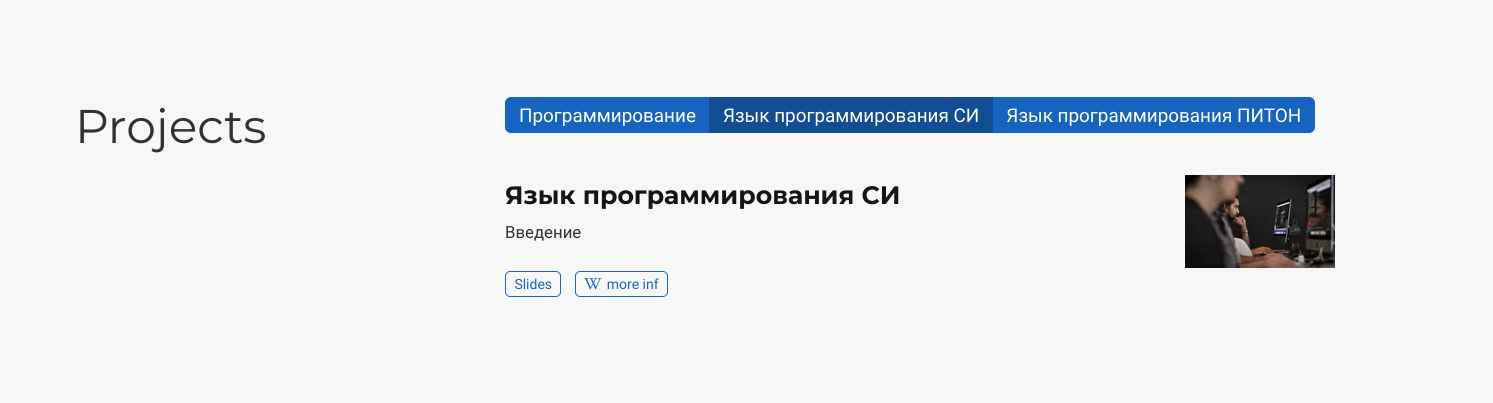 Projects
Программирование Язык программирования СИ Язык программирования ПИТОН
Язык программирования СИ
Введение
Slides W more inf